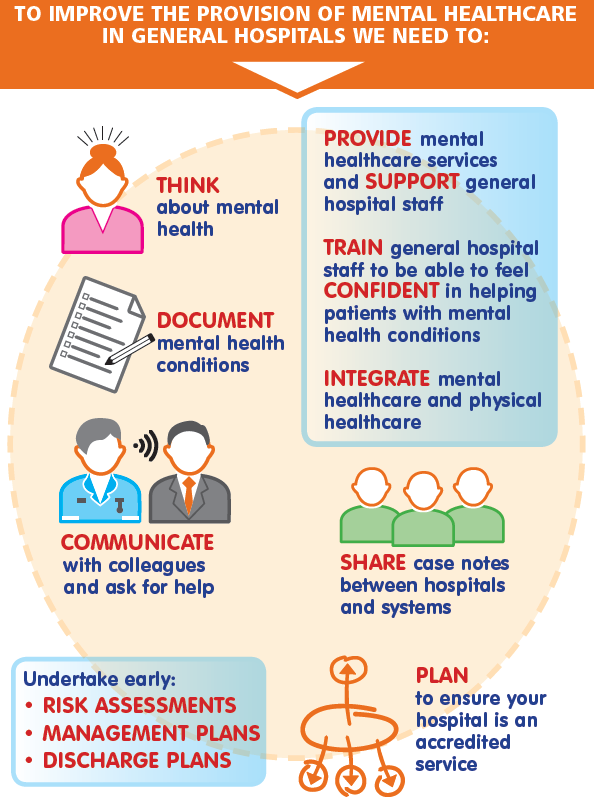 TO IMPROVE THE PROVISION OF MENTAL HEALTHCARE
IN GENERAL HOSPITALS WE NEED TO:
THINK
about mental
health
DOCUMENT
mental health
conditions
COMMUNICATE
with colleagues
and ask for help
PROVIDE mental
healthcare services
and SUPPORT general
hospital staff
TRAIN general hospital
staff to be able to feel
CONFIDENT in helping
patients with mental
health conditions
INTEGRATE mental
healthcare and physical
healthcare
SHARE case notes
between hospitals
and systems
Undertake early:
• RISK ASSESSMENTS
• MANAGEMENT PLANS
• DISCHARGE PLANS
PLAN
to ensure your
hospital is an
accredited
service